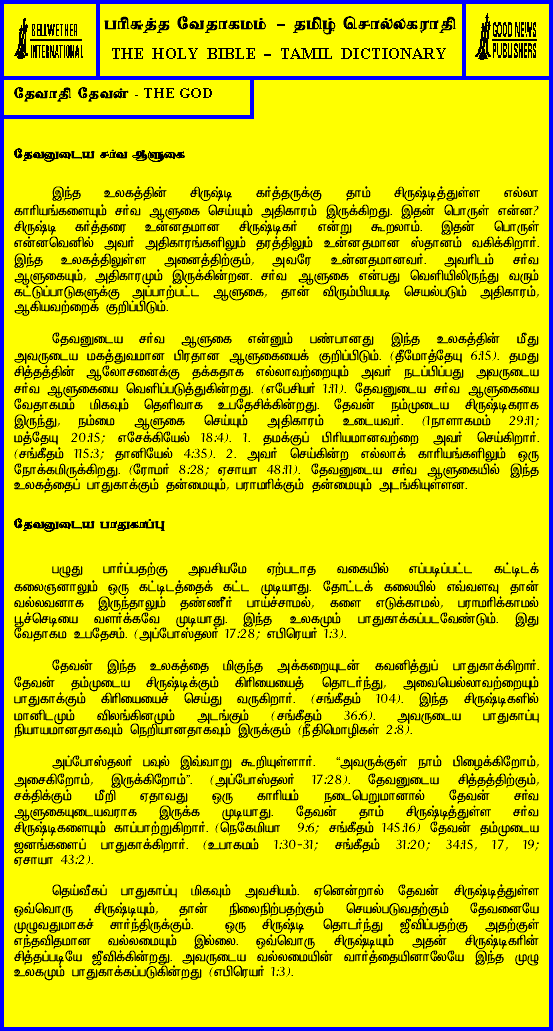 BELLWETHER
INTERNATIONAL
பரிசுத்த வேதாகமம் – தமிழ் சொல்லகராதி
THE HOLY BIBLE – TAMIL DICTIONARY
GOOD NEWS
PUBLISHERS
தேவாதி தேவன் - THE GOD
தேவனுடைய சர்வ ஆளுகை
இந்த உலகத்தின் சிருஷ்டி கர்த்தருக்கு தாம் சிருஷ்டித்துள்ள எல்லா
காரியங்களையும் சர்வ ஆளுகை செய்யும் அதிகாரம் இருக்கிறது. இதன் பொருள் என்ன?
சிருஷ்டி கர்த்தரை உன்னதமான சிருஷ்டிகர் என்று கூறலாம். இதன் பொருள்
என்னவெனில் அவர் அதிகாரங்களிலும் தரத்திலும் உன்னதமான ஸ்தானம் வகிக்கிறார்.
இந்த உலகத்திலுள்ள அனைத்திற்கும், அவரே உன்னதமானவர். அவரிடம் சர்வ
ஆளுகையும், அதிகாரமும் இருக்கின்றன. சர்வ ஆளுகை என்பது வெளியிலிருந்து வரும்
கட்டுப்பாடுகளுக்கு அப்பாற்பட்ட ஆளுகை, தான் விரும்பியபடி செயல்படும் அதிகாரம்,
ஆகியவற்றைக் குறிப்பிடும்.
தேவனுடைய சர்வ ஆளுகை என்னும் பண்பானது இந்த உலகத்தின் மீது
அவருடைய மகத்துவமான பிரதான ஆளுகையைக் குறிப்பிடும். (தீமோத்தேயு 6:15). தமது
சித்தத்தின் ஆலோசனைக்கு தக்கதாக எல்லாவற்றையும் அவர் நடப்பிப்பது அவருடைய
சர்வ ஆளுகையை வெளிப்படுத்துகின்றது. (எபேசியர் 1:11). தேவனுடைய சர்வ ஆளுகையை
வேதாகமம் மிகவும் தெளிவாக உபதேசிக்கின்றது. தேவன் நம்முடைய சிருஷ்டிகராக
இருந்து, நம்மை ஆளுகை செய்யும் அதிகாரம் உடையவர். (1நாளாகமம் 29:11;
மத்தேயு 20:15; எசேக்கியேல் 18:4). 1. தமக்குப் பிரியமானவற்றை அவர் செய்கிறார்.
(சங்கீதம் 115:3; தானியேல் 4:35). 2. அவர் செய்கின்ற எல்லாக் காரியங்களிலும் ஒரு
நோக்கமிருக்கிறது. (ரோமர் 8:28; ஏசாயா 48:11). தேவனுடைய சர்வ ஆளுகையில் இந்த
உலகத்தைப் பாதுகாக்கும் தன்மையும், பராமரிக்கும் தன்மையும் அடங்கியுள்ளன.
தேவனுடைய பாதுகாப்பு
பழுது பார்ப்பதற்கு அவசியமே ஏற்படாத வகையில் எப்படிப்பட்ட கட்டிடக்
கலைஞனாலும் ஒரு கட்டிடத்தைக் கட்ட முடியாது. தோட்டக் கலையில் எவ்வளவு தான்
வல்லவனாக இருந்தாலும் தண்ணீர் பாய்ச்சாமல், களை எடுக்காமல், பராமரிக்காமல்
பூச்செடியை வளர்க்கவே முடியாது. இந்த உலகமும் பாதுகாக்கப்படவேண்டும். இது
வேதாகம உபதேசம். (அப்போஸ்தலர் 17:28; எபிரெயர் 1:3).
தேவன் இந்த உலகத்தை மிகுந்த அக்கறையுடன் கவனித்துப் பாதுகாக்கிறார்.
தேவன் தம்முடைய சிருஷ்டிக்கும் கிரியையைத் தொடர்ந்து, அவையெல்லாவற்றையும்
பாதுகாக்கும் கிரியையைச் செய்து வருகிறார். (சங்கீதம் 104). இந்த சிருஷ்டிகளில்
மானிடமும் விலங்கினமும் அடங்கும் (சங்கீதம் 36:6). அவருடைய பாதுகாப்பு
நியாயமானதாகவும் நெறியானதாகவும் இருக்கும் (நீதிமொழிகள் 2:8).
அப்போஸ்தலர் பவுல் இவ்வாறு கூறியுள்ளார். “அவருக்குள் நாம் பிழைக்கிறோம்,
அசைகிறோம், இருக்கிறோம்”. (அப்போஸ்தலர் 17:28). தேவனுடைய சித்தத்திற்கும்,
சக்திக்கும் மீறி ஏதாவது ஒரு காரியம் நடைபெறுமானால் தேவன் சர்வ
ஆளுகையுடையவராக இருக்க முடியாது. தேவன் தாம் சிருஷ்டித்துள்ள சர்வ
சிருஷ்டிகளையும் காப்பாற்றுகிறார். (நெகேமியா 9:6; சங்கீதம் 145:16) தேவன் தம்முடைய
ஜனங்களைப் பாதுகாக்கிறார். (உபாகமம் 1:30-31; சங்கீதம் 31:20; 34:15, 17, 19;
ஏசாயா 43:2).
தெய்வீகப் பாதுகாப்பு மிகவும் அவசியம். ஏனென்றால் தேவன் சிருஷ்டித்துள்ள
ஒவ்வொரு சிருஷ்டியும், தான் நிலைநிற்பதற்கும் செயல்படுவதற்கும் தேவனையே
முழுவதுமாகச் சார்ந்திருக்கும். ஒரு சிருஷ்டி தொடர்ந்து ஜீவிப்பதற்கு அதற்குள்
எந்தவிதமான வல்லமையும் இல்லை. ஒவ்வொரு சிருஷ்டியும் அதன் சிருஷ்டிகரின்
சித்தப்படியே ஜீவிக்கின்றது. அவருடைய வல்லமையின் வார்த்தையினாலேயே இந்த முழு
உலகமும் பாதுகாக்கப்படுகின்றது (எபிரெயர் 1:3).